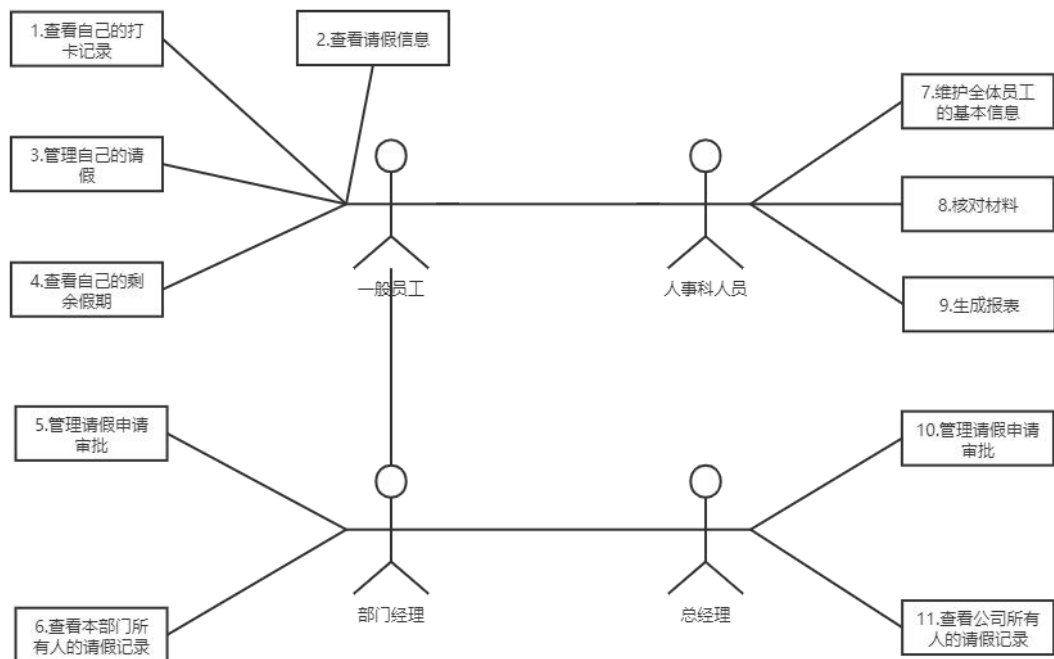 1.查看自己的打
卡记录
2.查看请假信息
3.管理自己的请
假
4.查看自己的剩
余假期
7.维护全体员工
的基本信息
8.核对材料
9.生成报表
一般员工
人事科人员
5.管理请假申请
审批
6.查看本部门所
有人的请假记录
10.管理请假申请
审批
11.查看公司所有
人的请假记录
部门经理
总经理